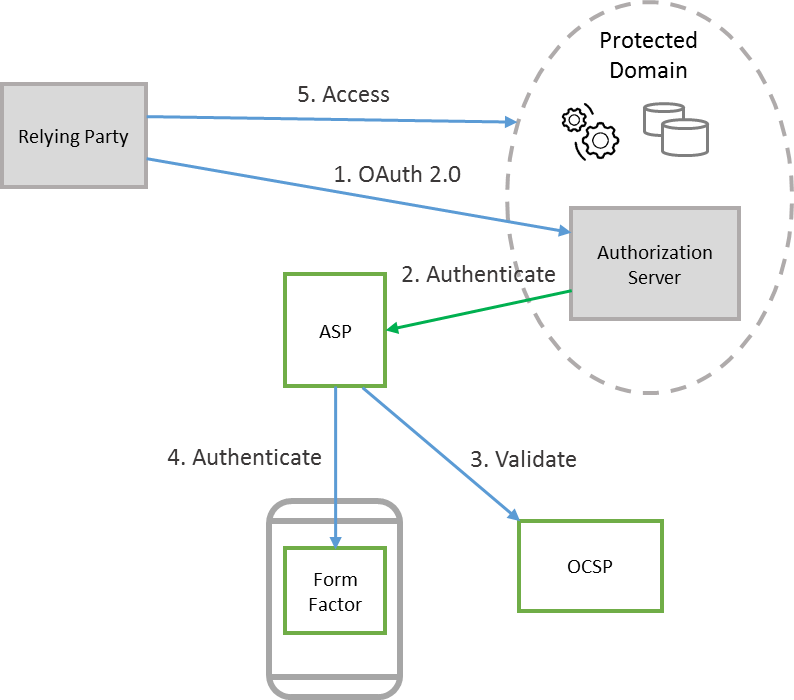 Protected
Domain
5. Access
Relying Party
1. OAuth 2.0
Authorization
Server
2. Authenticate
ASP
4. Authenticate
3. Validate
OCSP
Form
Factor